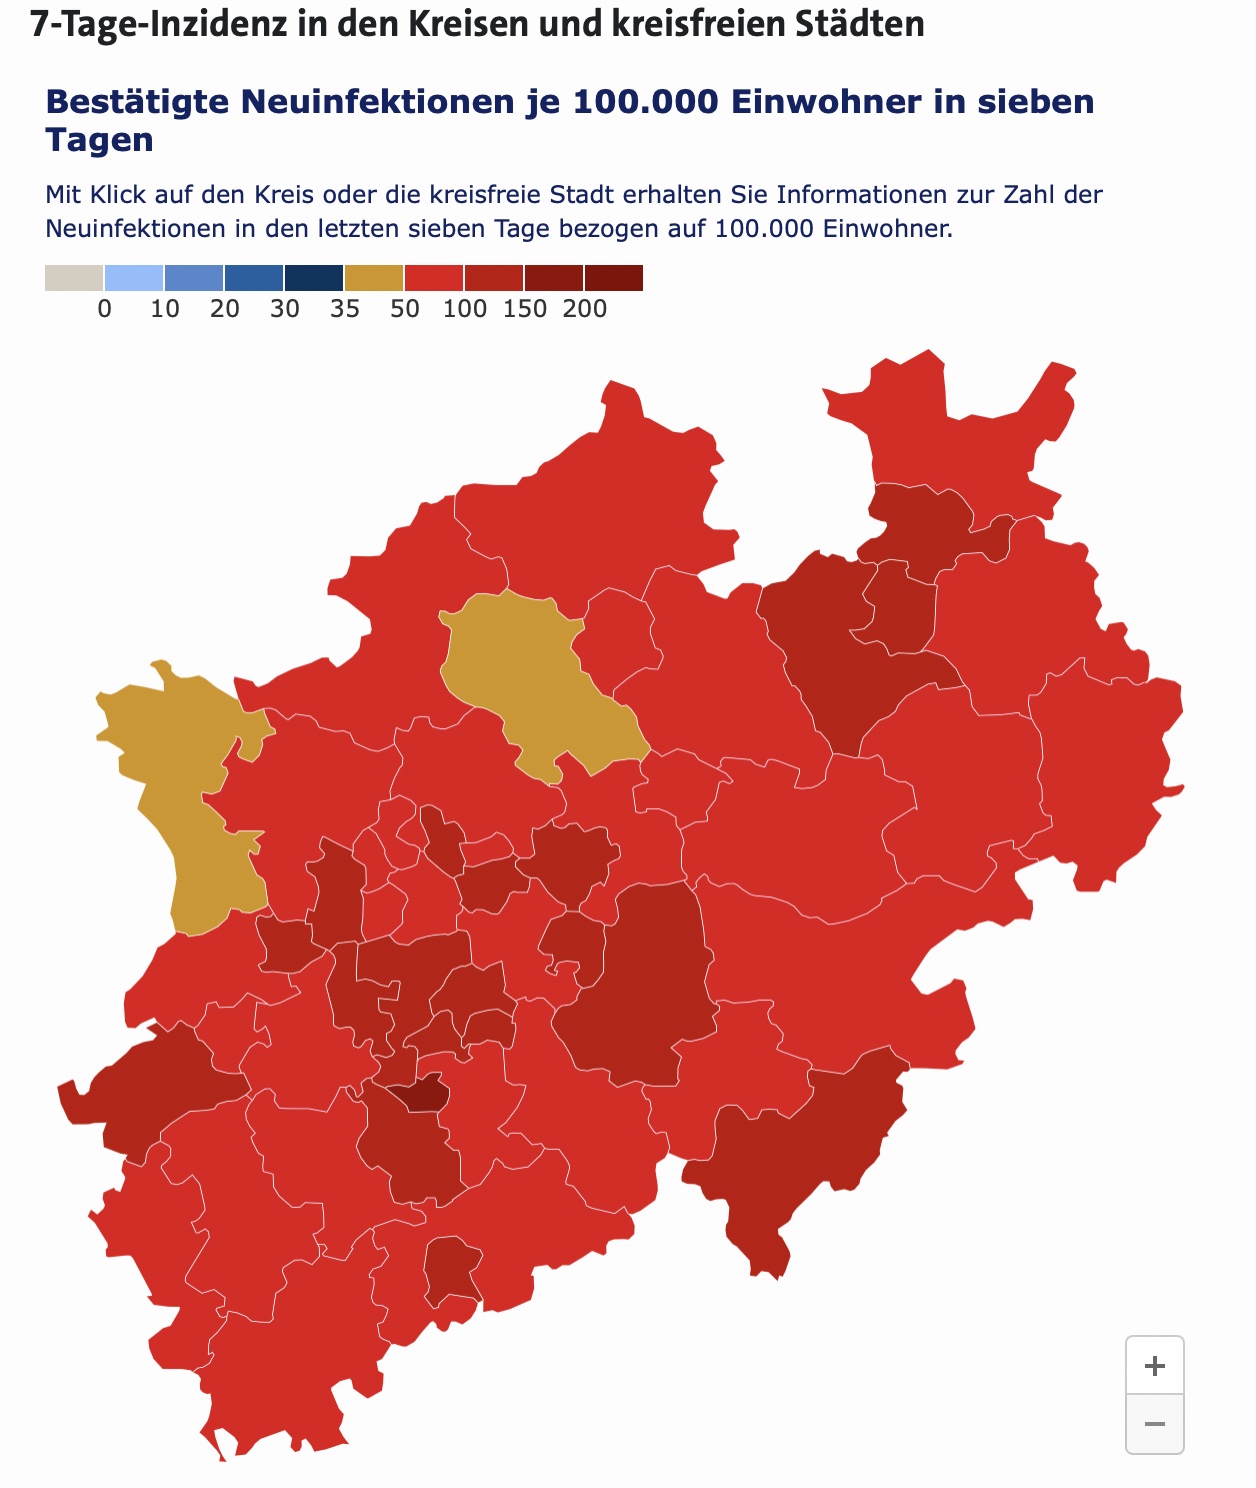 7-Tage-Inzidenz in den Kreisen und kreisfreien Städten
Bestätigte Neuinfektionen je 100.000 Einwohner in sieben
Tagen
Mit Klick auf den Kreis oder die kreisfreie Stadt erhalten Sie Informationen zur Zahl der
Neuinfektionen in den letzten sieben Tage bezogen auf 100.000 Einwohner.
0 10 20 30 35 50 100 150 200
+
−